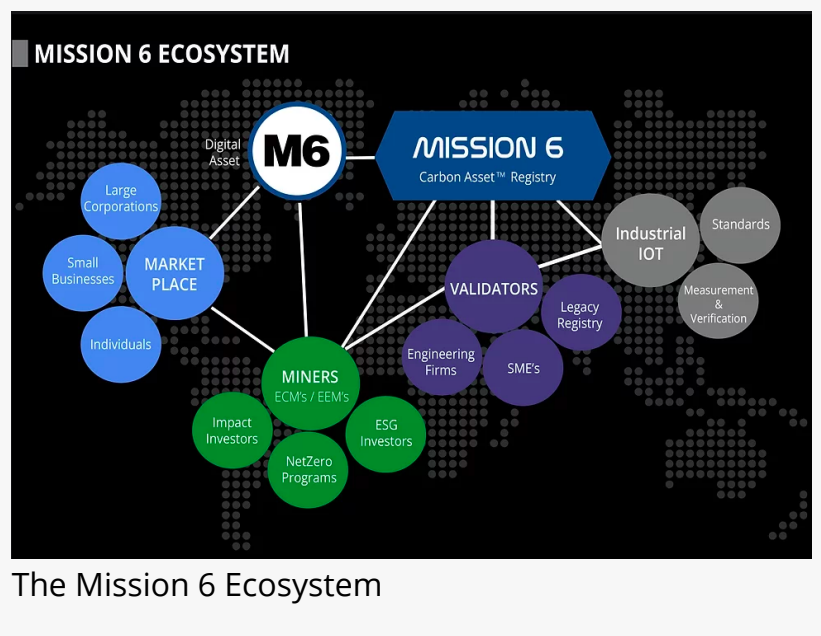 MISSION 6 ECOSYSTEM
Digital
Asset
M6
MISSION 6
Carbon Asset™ Registry
Large
Corporations
Small
Businesses
MARKET
PLACE
Individuals
Industrial
IOT
Standards
Measurement
&
Verification
VALIDATORS
Legacy
Registry
Engineering
Firms
SME's
MINERS
ECM's / EEM's
Impact
Investors
ESG
Investors
NetZero
Programs
The Mission 6 Ecosystem